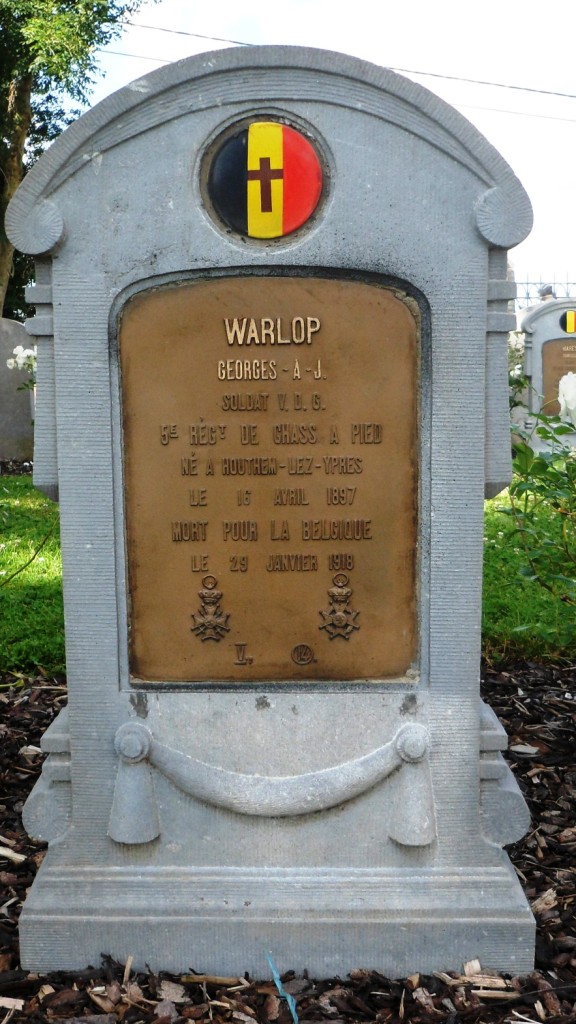 WARLOP
GEORGES-A-J.
SOLDAT V. D. C.
5E RÉGT. DE CHASS A PIED
NÉ A HOUTHEM-LEZ-YPRES
LE 16 AVRIL 1897
MORT POUR LA BELGIQUE
LE 29 JANVIER 1918
V. 14.